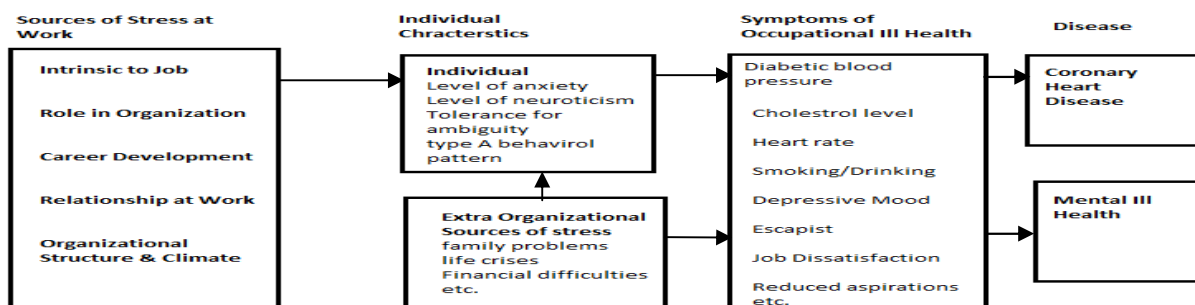 Sources of Stress at
Work
Intrinsic to Job
Role in Organization
Career Development
Relationship at Work
Organizational
Structure & Climate
Individual
Chracterstics
Individual
Level of anxiety
Level of neuroticism
Tolerance for
ambiguity
type A behavirol
pattern
Extra Organizational
Sources of stress
family problems
life crises
Financial difficulties
etc.
Symptoms of
Occupational Ill Health
Diabetic blood
pressure
Cholestrol level
Heart rate
Smoking/Drinking
Depressive Mood
Escapist
Job Dissatisfaction
Reduced aspirations
etc.
Disease
Coronary
Heart
Disease
Mental Ill
Health